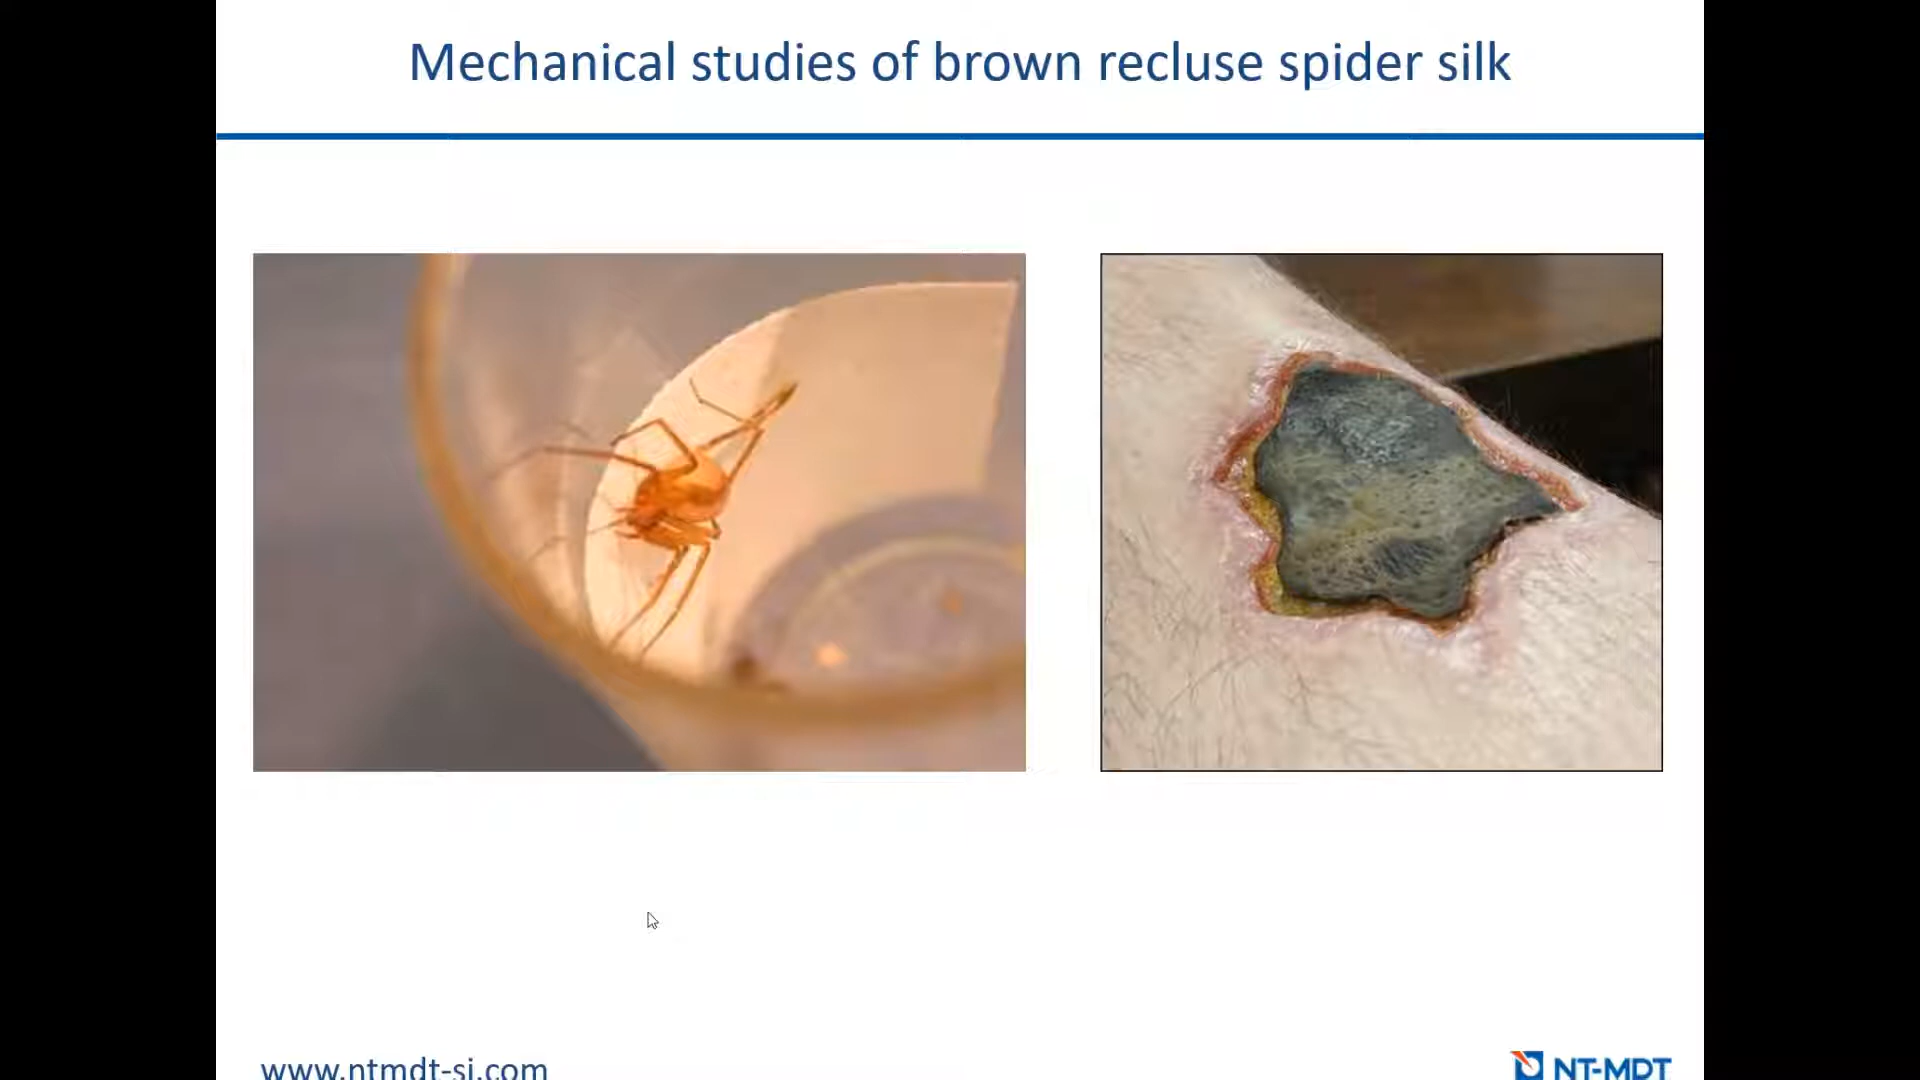 Mechanical studies of brown recluse spider silk
www.ntmdt-si.com
NT-MDT